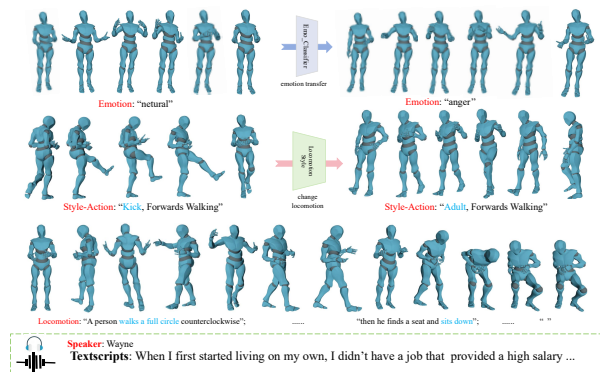 Emo_Classifier
emotion transfer
Emotion: “netural”
Emotion: “anger”
Locomotion
Style
change
locomotion
Style-Action: “Kick, Forwards Walking”
Style-Action: “Adult, Forwards Walking”
Locomotion: “A person walks a full circle counterclockwise”; ...... “then he finds a seat and sits down”; ...... “ ”
Speaker: Wayne
Textscripts: When I first started living on my own, I didn’t have a job that provided a high salary ...